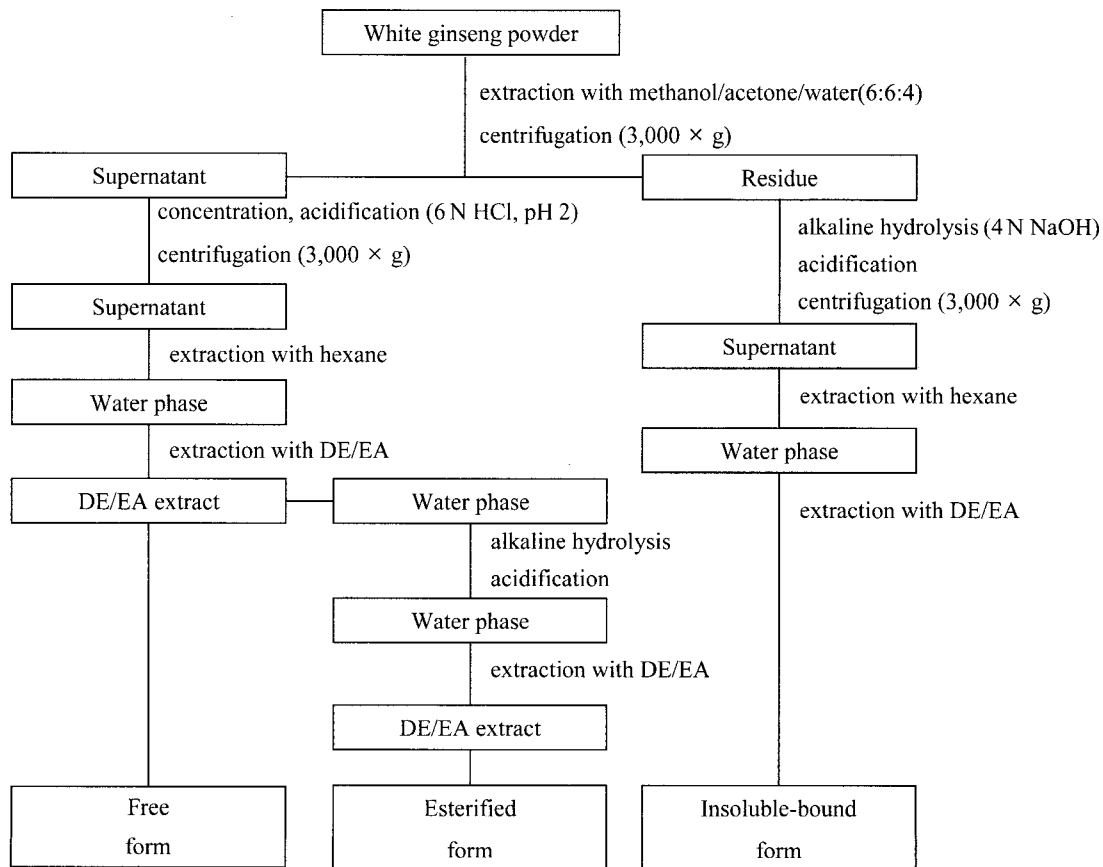 White ginseng powder
extraction with methanol/acetone/water(6:6:4)
centrifugation (3,000 × g)
Supernatant
Residue
concentration, acidification (6 N HCl, pH 2)
centrifugation (3,000 × g)
alkaline hydrolysis (4 N NaOH)
acidification
centrifugation (3,000 × g)
Supernatant
extraction with hexane
Supernatant
extraction with hexane
Water phase
extraction with DE/EA
Water phase
extraction with DE/EA
DE/EA extract
Water phase
alkaline hydrolysis
acidification
Water phase
extraction with DE/EA
DE/EA extract
Free
form
Esterified
form
Insoluble-bound
form